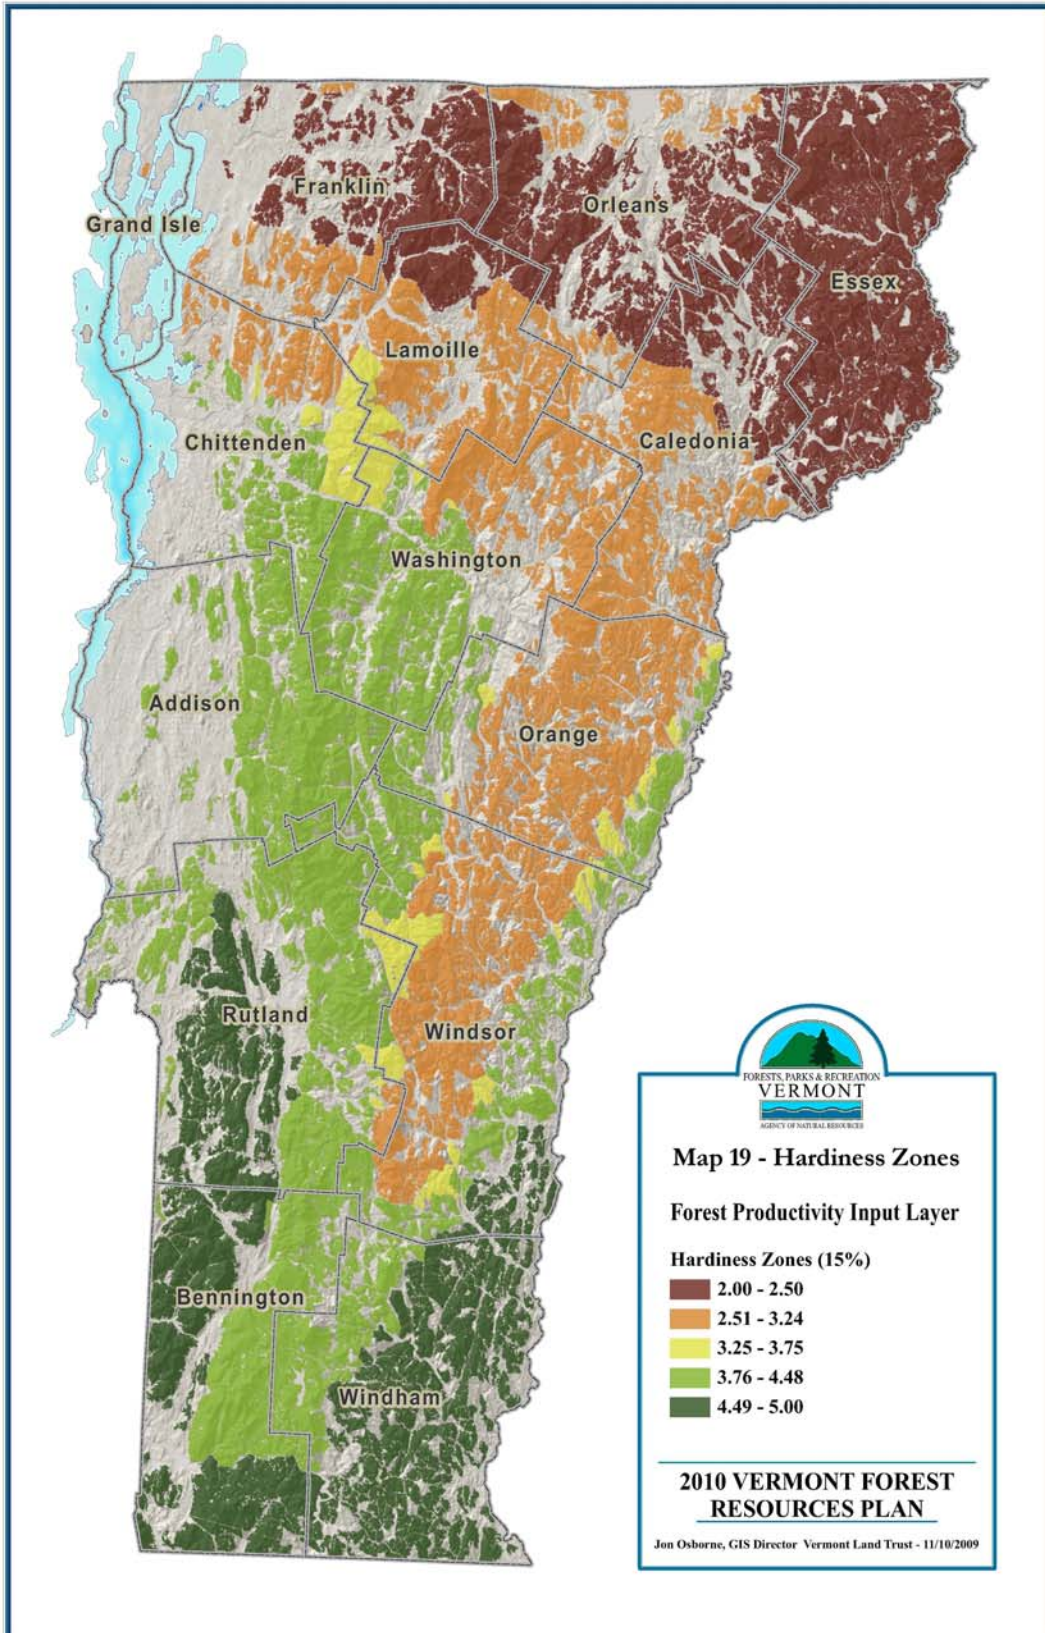 Franklin
Orleans
Grand Isle
Essex
Lamoille
Chittenden
Caledonia
Washington
Addison
Orange
Rutland
Windsor
Bennington
Windham
FORESTS, PARKS & RECREATION
VERMONT
AGENCY OF NATURAL RESOURCES
Map 19 - Hardiness Zones
Forest Productivity Input Layer
Hardiness Zones (15%)
2.00 - 2.50
2.51 - 3.24
3.25 - 3.75
3.76 - 4.48
4.49 - 5.00
2010 VERMONT FOREST
RESOURCES PLAN
Jon Osborne, GIS Director Vermont Land Trust - 11/10/2009